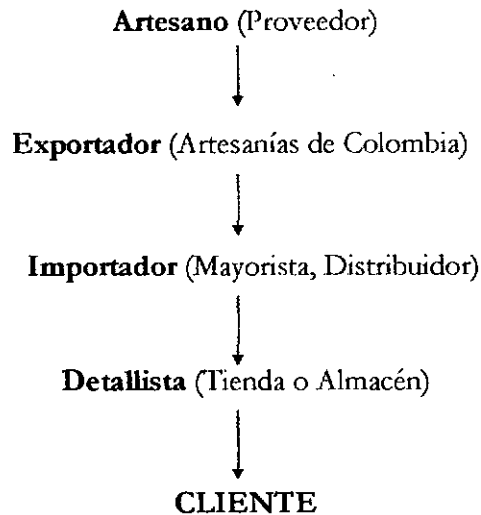 Artesano (Proveedor)
Exportador (Artesanías de Colombia)
Importador (Mayorista, Distribuidor)
Detallista (Tienda o Almacén)
CLIENTE